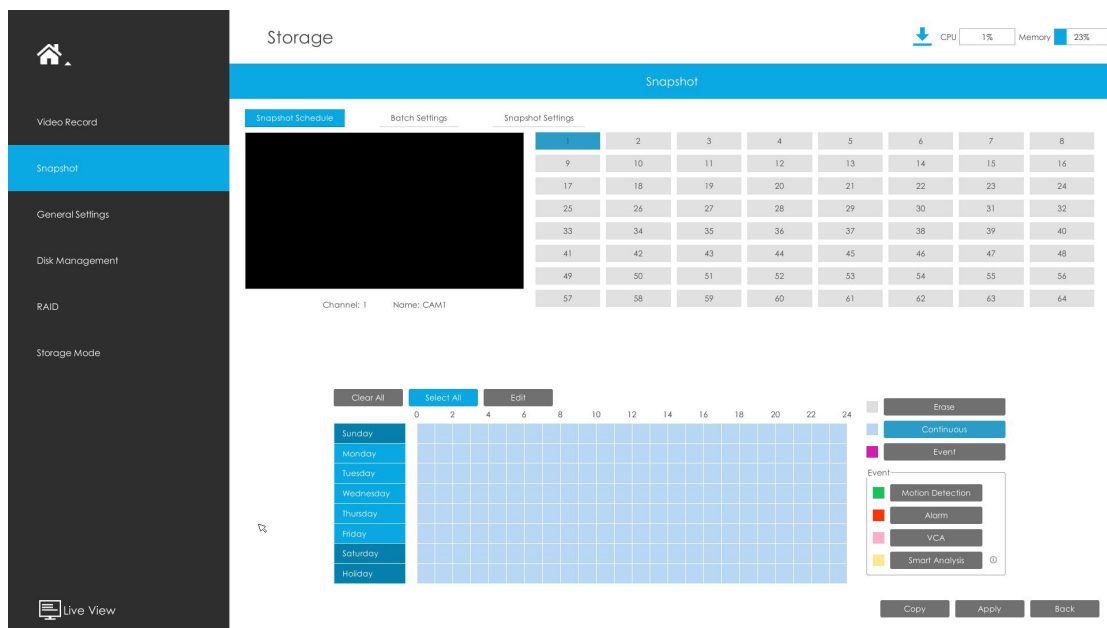 Storage
CPU 1% Memory 23%
Snapshot
Video Record
Snapshot
General Settings
Disk Management
RAID
Storage Mode
Live View
Snapshot Schedule Batch Settings Snapshot Settings
1 2 3 4 5 6 7 8
9 10 11 12 13 14 15 16
17 18 19 20 21 22 23 24
25 26 27 28 29 30 31 32
33 34 35 36 37 38 39 40
41 42 43 44 45 46 47 48
49 50 51 52 53 54 55 56
57 58 59 60 61 62 63 64
Channel: 1 Name: CAM1
Clear All Select All Edit
0 2 4 6 8 10 12 14 16 18 20 22 24
Sunday
Monday
Tuesday
Wednesday
Thursday
Friday
Saturday
Holiday
Erase
Continuous
Event
Event
Motion Detection
Alarm
VCA
Smart Analysis
Copy Apply Back